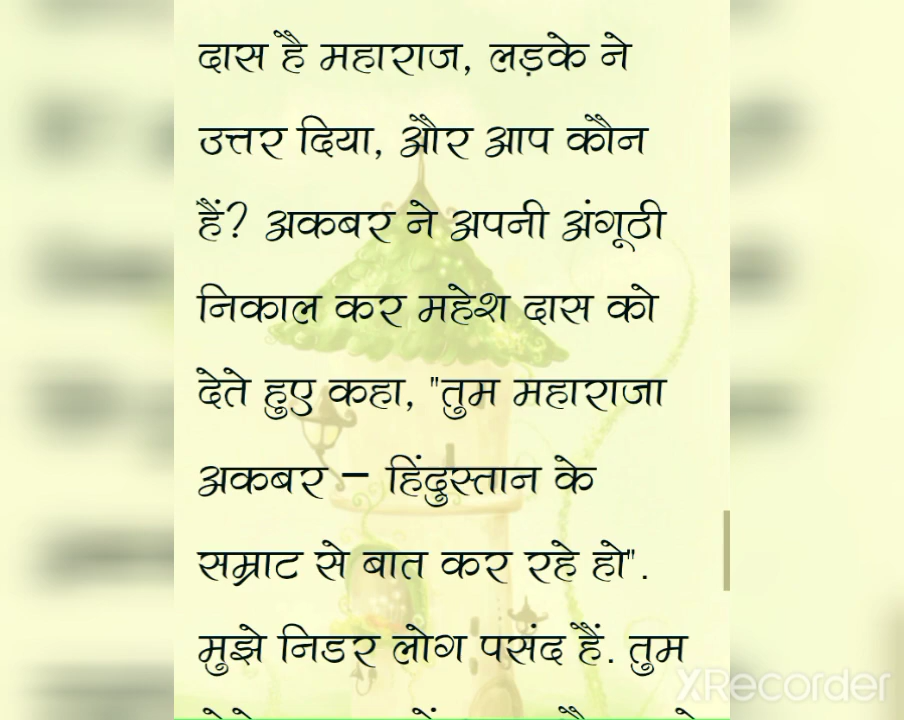 दास है महाराज, लड़के ने
उत्तर दिया, और आप कौन
हैं? अकबर ने अपनी अंगूठी
निकाल कर महेश दास को
देते हुए कहा, "तुम महाराजा
अकबर – हिंदुस्तान के
सम्राट से बात कर रहे हो".
मुझे निडर लोग पसंद हैं. तुम
XRecorder